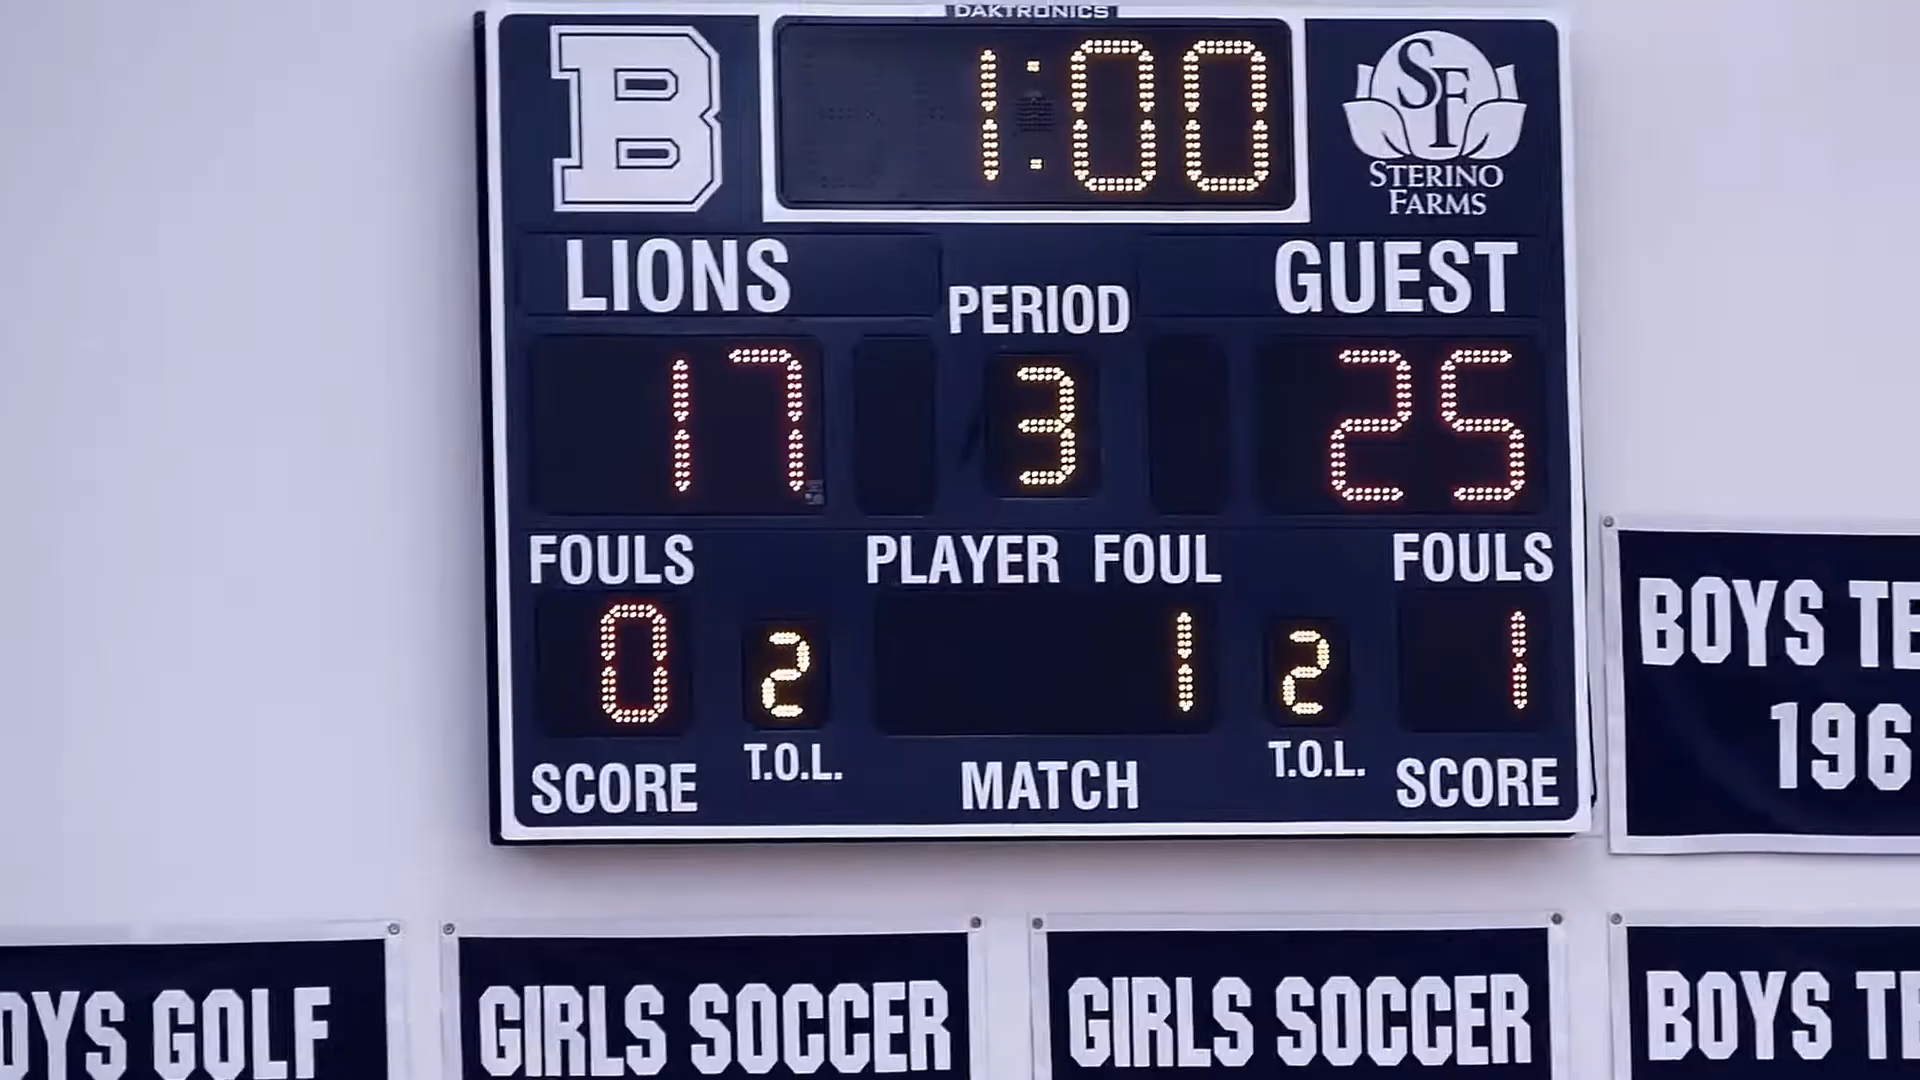 DAKTRONICS
B
1:00
SF
STERINO
FARMS
LIONS
PERIOD
GUEST
17
3
25
FOULS
PLAYER FOUL
FOULS
0
2
1
2
1
T.O.L.
T.O.L.
SCORE
MATCH
SCORE
BOYS TE
196
OYS GOLF
GIRLS SOCCER
GIRLS SOCCER
BOYS TE